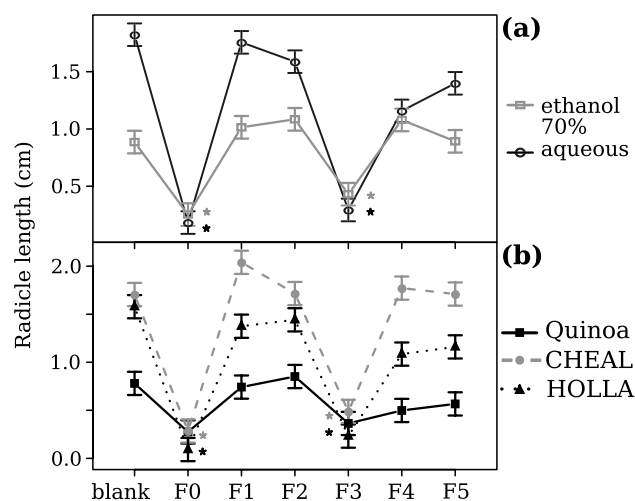 (a)
1.5
1.0
0.5
ethanol
70%
aqueous
Radicle length (cm)
*
*
*
*
(b)
2.0
1.0
0.0
Quinoa
CHEAL
HOLLA
*
*
*
*
blank F0 F1 F2 F3 F4 F5